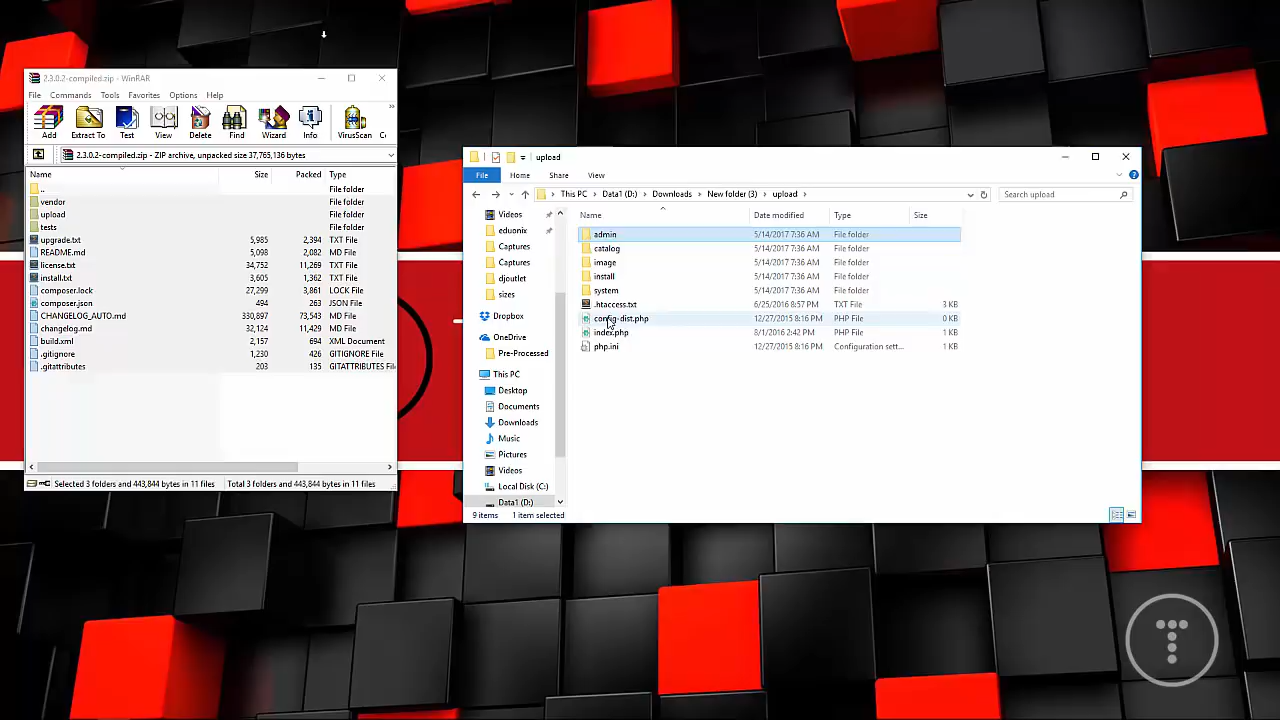 2.3.0.2-compiled.zip - WinRAR
File Commands Tools Favorites Options Help
»
Add Extract To Test View Delete Find Wizard Info VirusScan C
2.3.0.2-compiled.zip - ZIP archive, unpacked size 37,765,136 bytes
Name Size Packed Type
.. File folder
vendor File folder
upload File folder
tests File folder
upgrade.txt 5,985 2,394 TXT File
README.md 5,098 2,082 MD File
license.txt 34,752 11,269 TXT File
install.txt 3,605 1,362 TXT File
composer.lock 27,299 3,861 LOCK File
composer.json 494 263 JSON File
CHANGELOG_AUTO.md 330,897 73,543 MD File
changelog.md 32,124 11,429 MD File
build.xml 2,157 694 XML Document
.gitignore 1,230 426 GITIGNORE File
.gitattributes 203 135 GITATTRIBUTES File
Selected 3 folders and 443,844 bytes in 11 files Total 3 folders and 443,844 bytes in 11 files
upload
File Home Share View
This PC › Data1 (D:) › Downloads › New folder (3) › upload ›
Search upload
Videos
eduonix
Captures
Captures
djoutlet
sizes
Dropbox
OneDrive
Pre-Processed
This PC
Desktop
Documents
Downloads
Music
Pictures
Videos
Local Disk (C:)
Data1 (D:)
Name Date modified Type Size
admin 5/14/2017 7:36 AM File folder
catalog 5/14/2017 7:36 AM File folder
image 5/14/2017 7:36 AM File folder
install 5/14/2017 7:36 AM File folder
system 5/14/2017 7:36 AM File folder
.htaccess.txt 6/25/2016 8:57 PM TXT File 3 KB
config-dist.php 12/27/2015 8:16 PM PHP File 0 KB
index.php 8/1/2016 2:42 PM PHP File 1 KB
php.ini 12/27/2015 8:16 PM Configuration sett... 1 KB
9 items 1 item selected